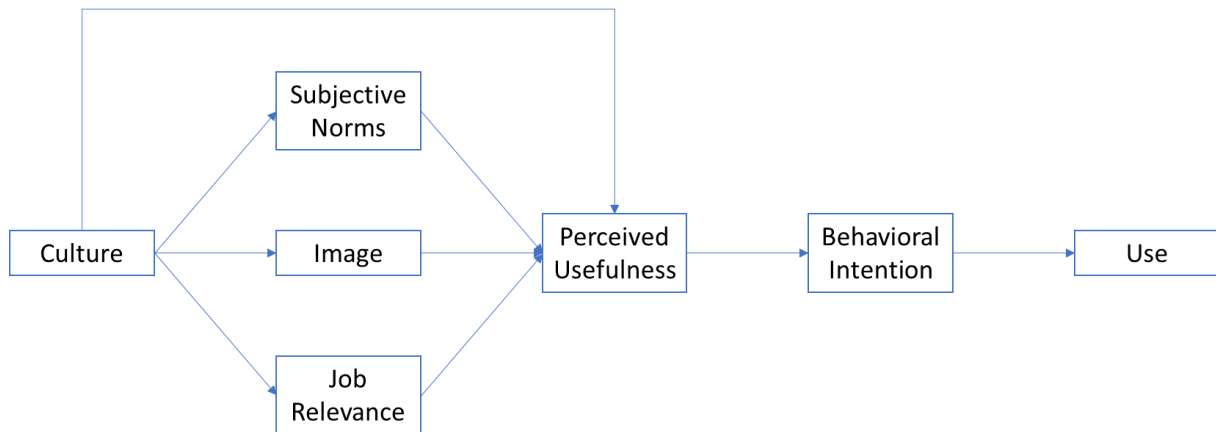 Subjective
Norms
Culture
Image
Perceived
Usefulness
Behavioral
Intention
Use
Job
Relevance